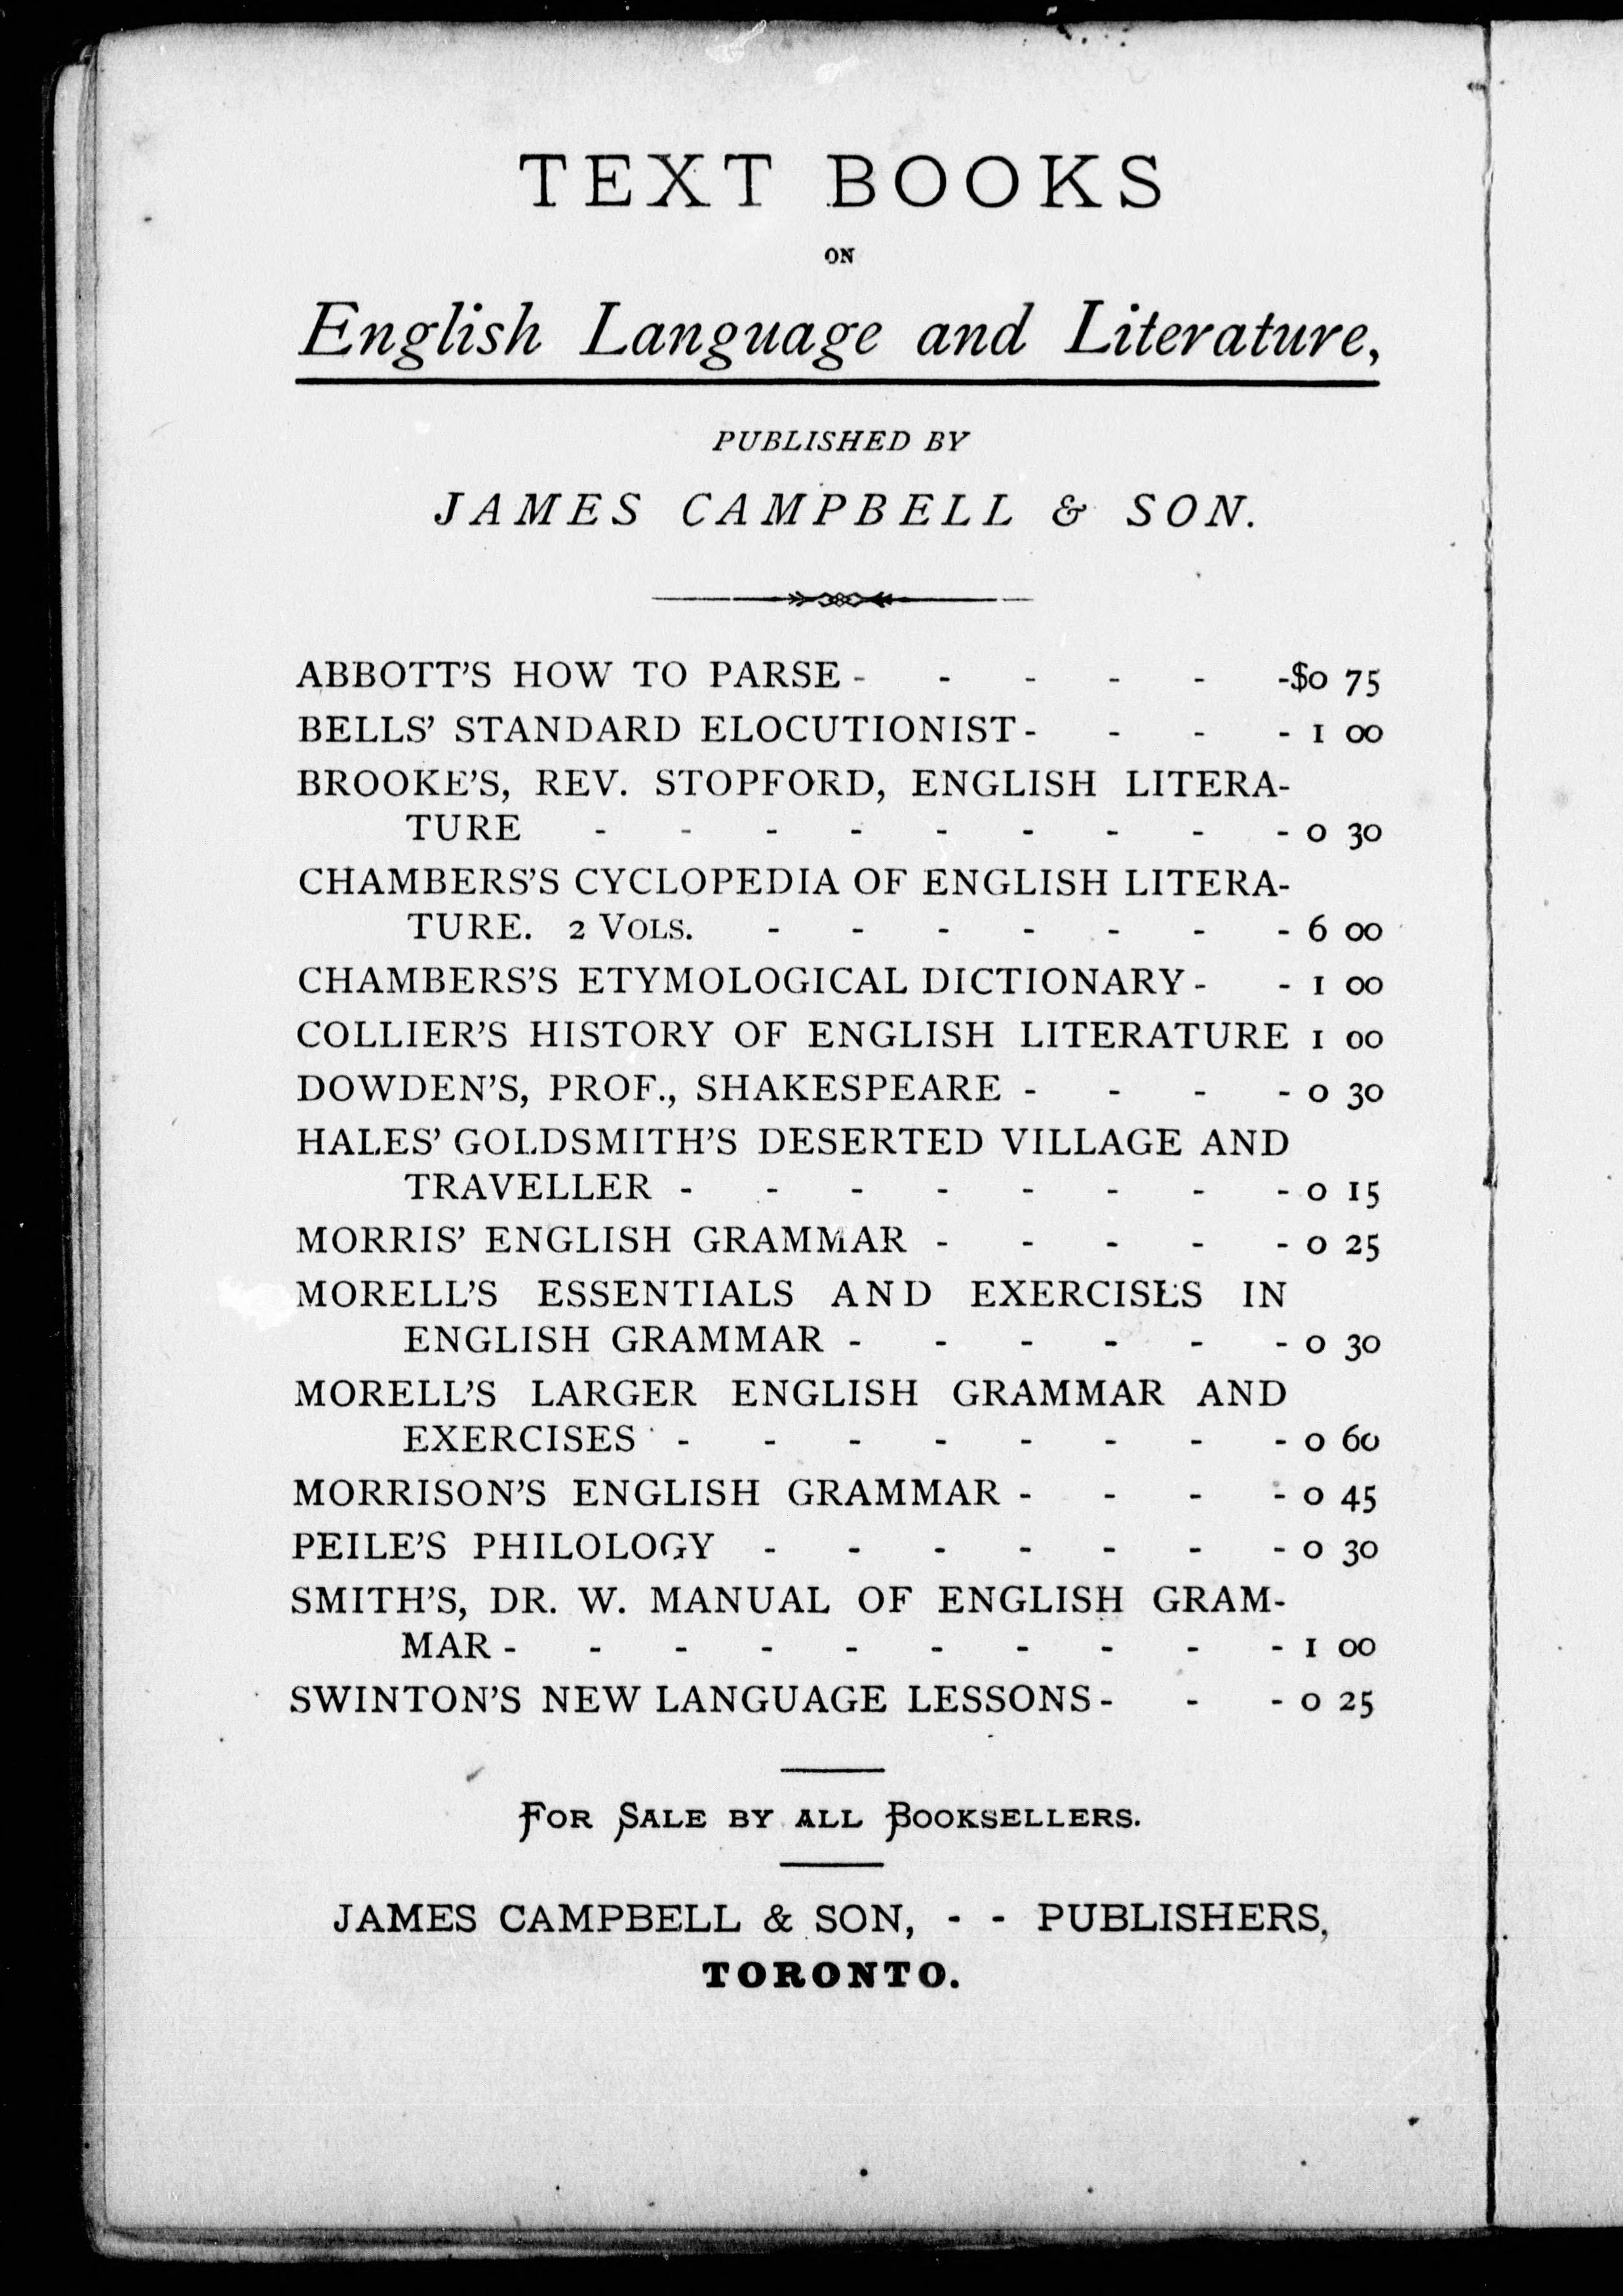 TEXT BOOKS
ON
English Language and Literature,
PUBLISHED BY
JAMES CAMPBELL & SON.
ABBOTT'S HOW TO PARSE - - - - - -$0 75
BELLS' STANDARD ELOCUTIONIST - - - - 1 00
BROOKE'S, REV. STOPFORD, ENGLISH LITERA-
TURE - - - - - - - - - 0 30
CHAMBERS'S CYCLOPEDIA OF ENGLISH LITERA-
TURE. 2 VOLS. - - - - - - - 6 00
CHAMBERS'S ETYMOLOGICAL DICTIONARY - - 1 00
COLLIER'S HISTORY OF ENGLISH LITERATURE 1 00
DOWDEN'S, PROF., SHAKESPEARE - - - - 0 30
HALES' GOLDSMITH'S DESERTED VILLAGE AND
TRAVELLER - - - - - - - - 0 15
MORRIS' ENGLISH GRAMMAR - - - - - 0 25
MORELL'S ESSENTIALS AND EXERCISES IN
ENGLISH GRAMMAR - - - - - - 0 30
MORELL'S LARGER ENGLISH GRAMMAR AND
EXERCISES - - - - - - - - 0 60
MORRISON'S ENGLISH GRAMMAR - - - - 0 45
PEILE'S PHILOLOGY - - - - - - - 0 30
SMITH'S, DR. W. MANUAL OF ENGLISH GRAM-
MAR - - - - - - - - - - 1 00
SWINTON'S NEW LANGUAGE LESSONS - - - 0 25
FOR SALE BY ALL BOOKSELLERS.
JAMES CAMPBELL & SON, - - PUBLISHERS,
TORONTO.